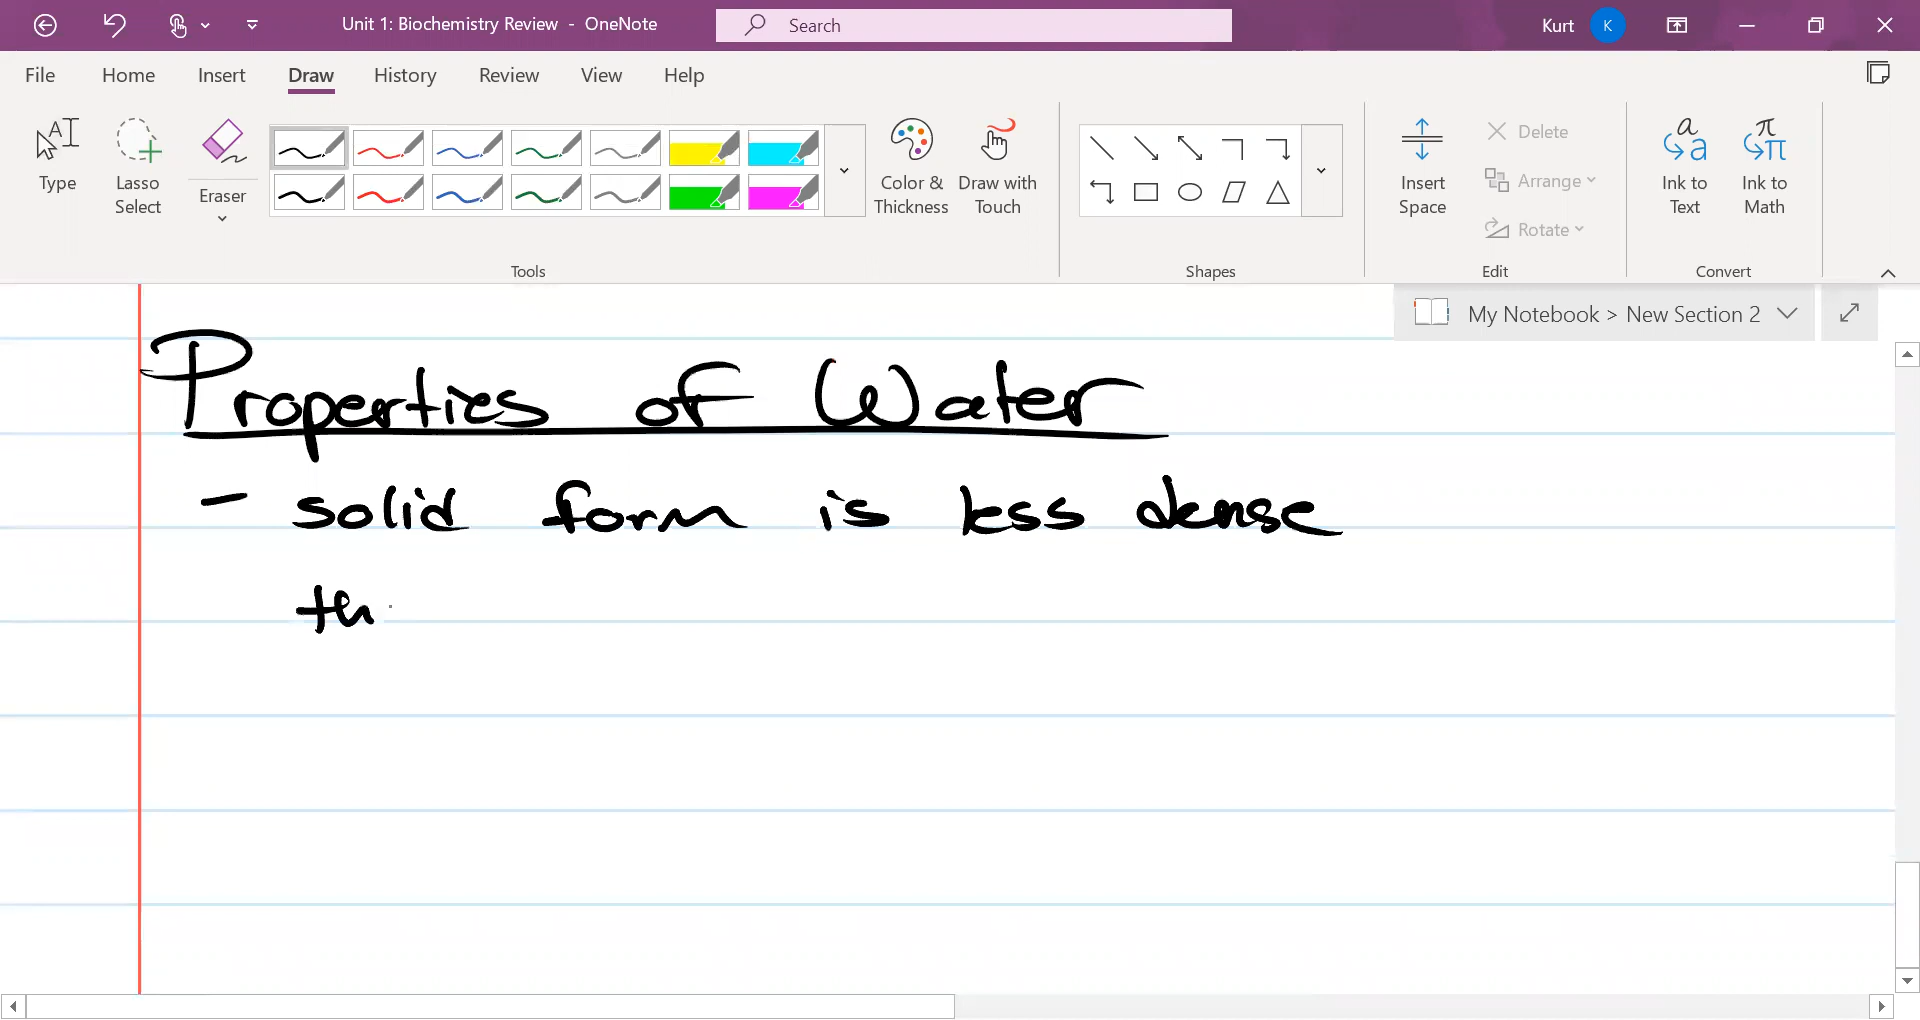 Unit 1: Biochemistry Review - OneNote
Search
Kurt
K
File Home Insert Draw History Review View Help
Type
Lasso Select
Eraser
Color & Thickness
Draw with Touch
Insert Space
Delete
Arrange
Rotate
Ink to Text
Ink to Math
Tools
Shapes
Edit
Convert
My Notebook > New Section 2
Properties of Water
- solid form is less dense
th